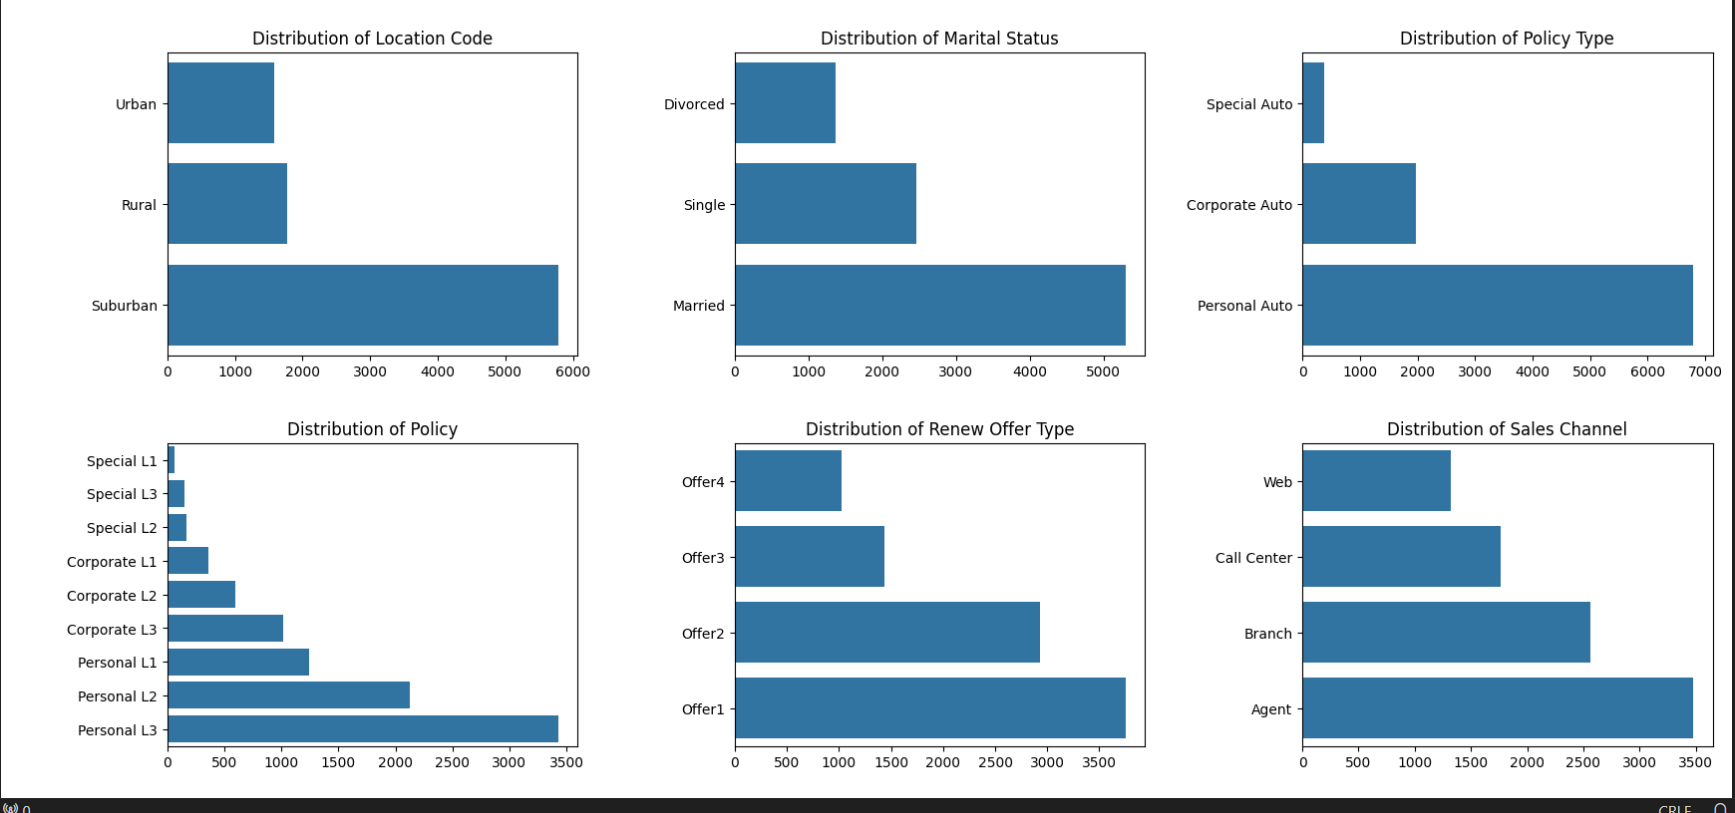 Distribution of Location Code
Urban
Rural
Suburban
0 1000 2000 3000 4000 5000 6000
Distribution of Marital Status
Divorced
Single
Married
0 1000 2000 3000 4000 5000
Distribution of Policy Type
Special Auto
Corporate Auto
Personal Auto
0 1000 2000 3000 4000 5000 6000 7000
Distribution of Policy
Special L1
Special L3
Special L2
Corporate L1
Corporate L2
Corporate L3
Personal L1
Personal L2
Personal L3
0 500 1000 1500 2000 2500 3000 3500
Distribution of Renew Offer Type
Offer4
Offer3
Offer2
Offer1
0 500 1000 1500 2000 2500 3000 3500
Distribution of Sales Channel
Web
Call Center
Branch
Agent
0 500 1000 1500 2000 2500 3000 3500
0
CRLF